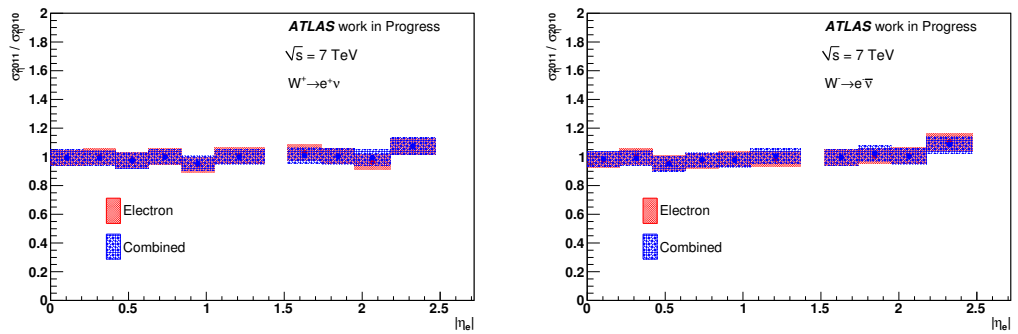 σ2011 / σ2010
2
1.8
1.6
1.4
1.2
1
0.8
0.6
0.4
0.2
0
ATLAS work in Progress
√s = 7 TeV
W⁺→e⁺ν
Electron
Combined
0 0.5 1 1.5 2 2.5
|ηe|
σ2011 / σ2010
2
1.8
1.6
1.4
1.2
1
0.8
0.6
0.4
0.2
0
ATLAS work in Progress
√s = 7 TeV
W⁻→e⁻ν̅
Electron
Combined
0 0.5 1 1.5 2 2.5
|ηe|